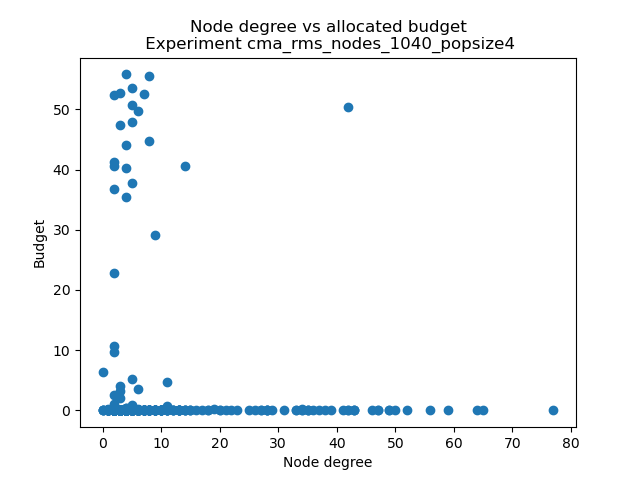 Node degree vs allocated budget
Experiment cma_rms_nodes_1040_popsize4
50
40
30
20
10
0
Budget
0 10 20 30 40 50 60 70 80
Node degree